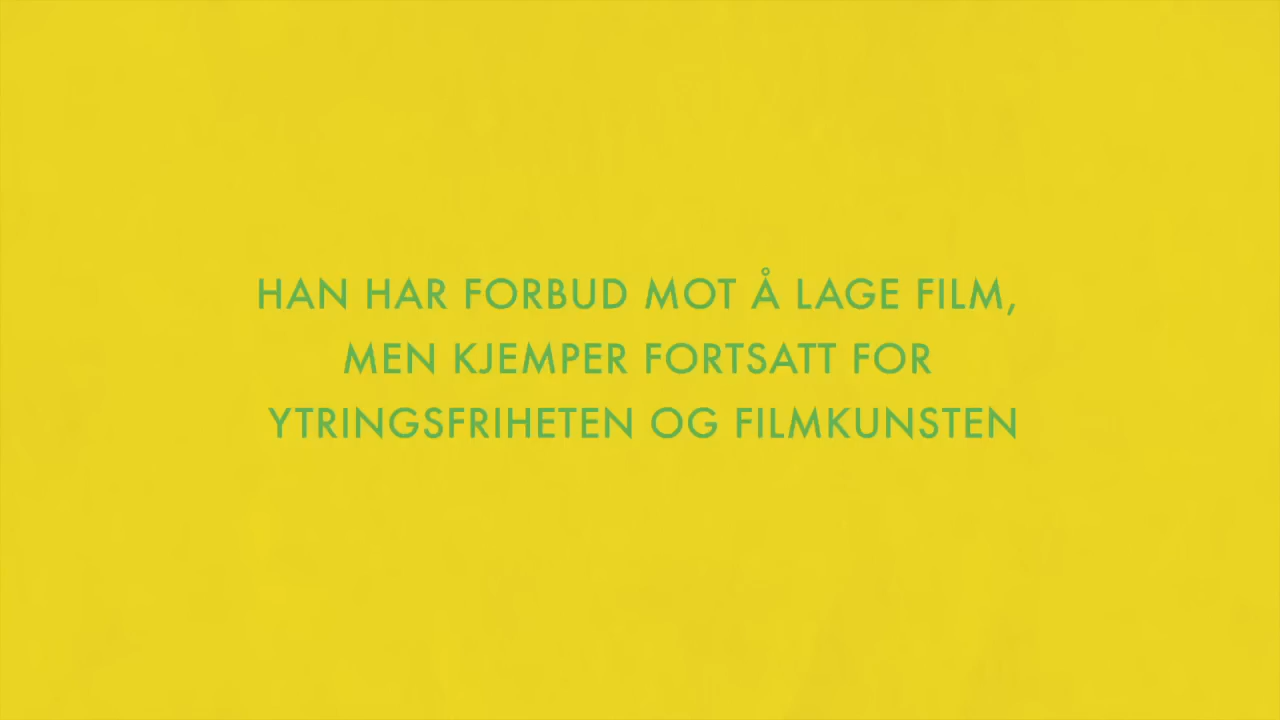 HAN HAR FORBUD MOT Å LAGE FILM,
MEN KJEMPER FORTSATT FOR
YTRINGSFRIHETEN OG FILMKUNSTEN